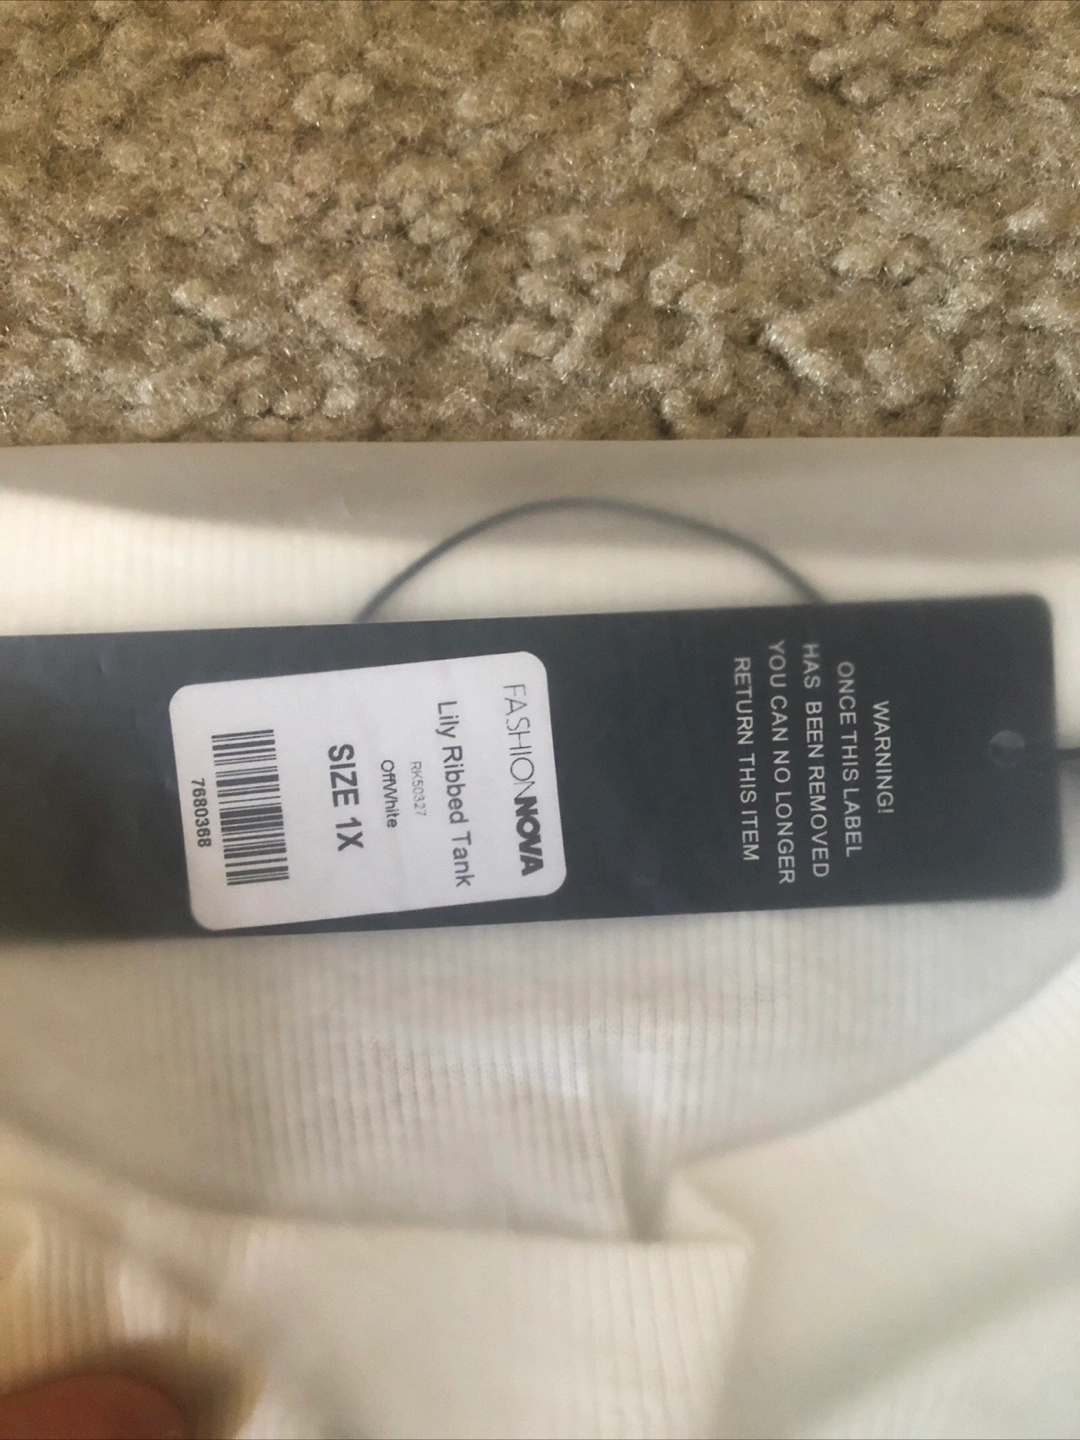 WARNING!
ONCE THIS LABEL
HAS BEEN REMOVED
YOU CAN NO LONGER
RETURN THIS ITEM
FASHIONNOVA
Lily Ribbed Tank
RK50327
OffWhite
SIZE 1X
7680368